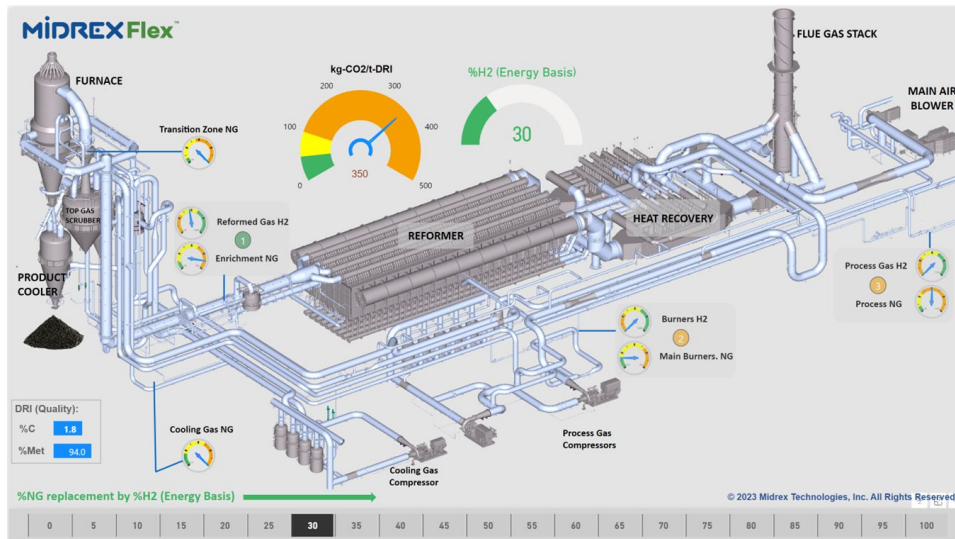 MIDREX Flex™
FURNACE
kg-CO2/t-DRI
0
100
200
300
400
500
350
%H2 (Energy Basis)
30
FLUE GAS STACK
MAIN AIR
BLOWER
Transition Zone NG
TOP GAS
SCRUBBER
Reformed Gas H2
1
Enrichment NG
REFORMER
HEAT RECOVERY
PRODUCT
COOLER
Process Gas H2
3
Process NG
Burners H2
2
Main Burners. NG
DRI (Quality):
%C 1.8
%Met 94.0
Cooling Gas NG
Cooling Gas
Compressor
Process Gas
Compressors
%NG replacement by %H2 (Energy Basis)
© 2023 Midrex Technologies, Inc. All Rights Reserved
0 5 10 15 20 25 30 35 40 45 50 55 60 65 70 75 80 85 90 95 100